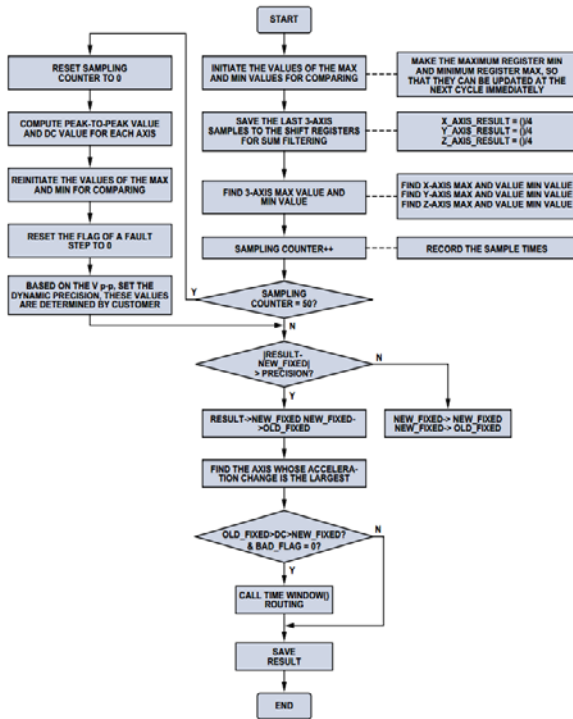 START
INITIATE THE VALUES OF THE MAX
AND MIN VALUES FOR COMPARING
MAKE THE MAXIMUM REGISTER MIN
AND MINIMUM REGISTER MAX, SO
THAT THEY CAN BE UPDATED AT THE
NEXT CYCLE IMMEDIATELY
SAVE THE LAST 3-AXIS
SAMPLES TO THE SHIFT REGISTERS
FOR SUM FILTERING
X_AXIS_RESULT = ()/4
Y_AXIS_RESULT = ()/4
Z_AXIS_RESULT = ()/4
FIND 3-AXIS MAX VALUE AND
MIN VALUE
FIND X-AXIS MAX AND VALUE MIN VALUE
FIND Y-AXIS MAX AND VALUE MIN VALUE
FIND Z-AXIS MAX AND VALUE MIN VALUE
SAMPLING COUNTER++
RECORD THE SAMPLE TIMES
SAMPLING
COUNTER = 50?
Y
N
RESET SAMPLING
COUNTER TO 0
COMPUTE PEAK-TO-PEAK VALUE
AND DC VALUE FOR EACH AXIS
REINITIATE THE VALUES OF THE MAX
AND MIN FOR COMPARING
RESET THE FLAG OF A FAULT
STEP TO 0
BASED ON THE V p-p, SET THE
DYNAMIC PRECISION, THESE VALUES
ARE DETERMINED BY CUSTOMER
|RESULT-
NEW_FIXED|
> PRECISION?
N
Y
NEW_FIXED-> NEW_FIXED
NEW_FIXED-> OLD_FIXED
RESULT->NEW_FIXED NEW_FIXED-
>OLD_FIXED
FIND THE AXIS WHOSE ACCELERA-
TION CHANGE IS THE LARGEST
OLD_FIXED>DC>NEW_FIXED?
& BAD_FLAG = 0?
N
Y
CALL TIME WINDOW()
ROUTING
SAVE
RESULT
END